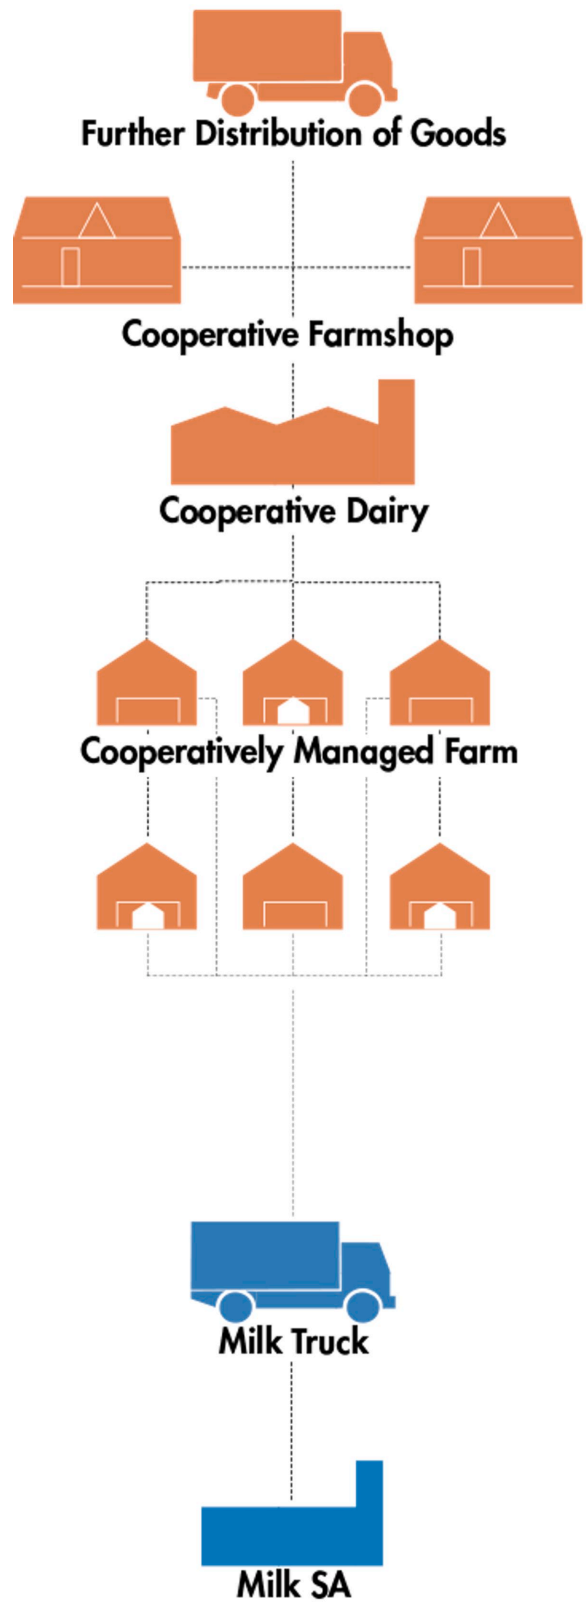 Further Distribution of Goods
Cooperative Farmshop
Cooperative Dairy
Cooperatively Managed Farm
Milk Truck
Milk SA